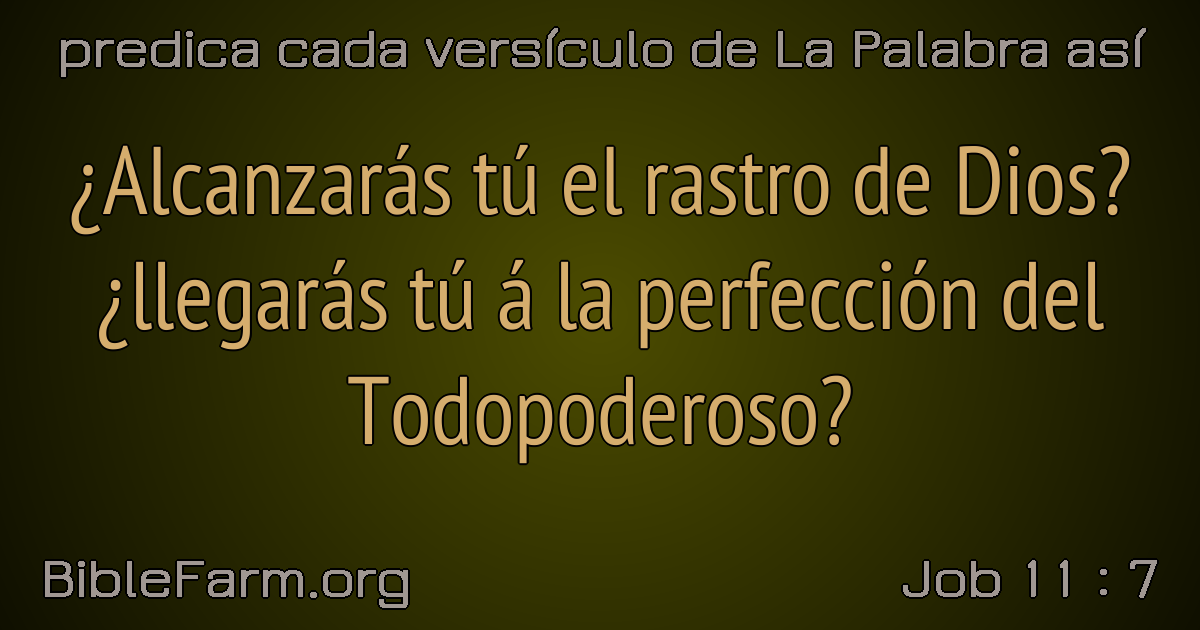 predica cada versículo de La Palabra así
¿Alcanzarás tú el rastro de Dios?
¿llegarás tú á la perfección del
Todopoderoso?
BibleFarm.org
Job 11 : 7